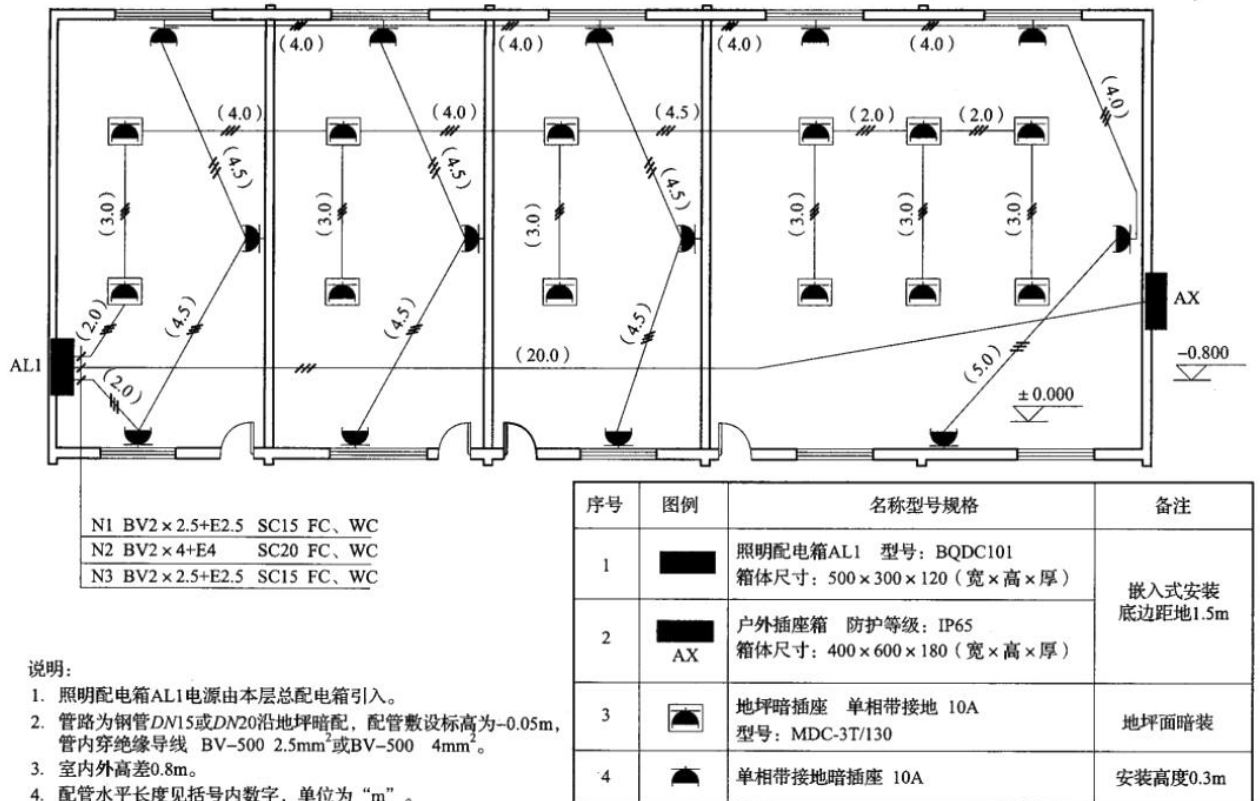 (4.0) (4.0) (4.0) (4.0)
(4.0)
(4.0) (4.0) (4.5) (2.0) (2.0)
(4.5) (4.5) (4.5)
(3.0) (3.0) (3.0) (3.0) (3.0) (3.0)
(2.0) (4.5) (4.5) (4.5)
AX
AL1
(20.0)
(5.0)
-0.800
(2.0)
±0.000
N1 BV2×2.5+E2.5 SC15 FC、WC
N2 BV2×4+E4 SC20 FC、WC
N3 BV2×2.5+E2.5 SC15 FC、WC
序号 图例 名称型号规格 备注
1 照明配电箱AL1 型号：BQDC101
箱体尺寸：500×300×120（宽×高×厚）
嵌入式安装
底边距地1.5m
2 AX 户外插座箱 防护等级：IP65
箱体尺寸：400×600×180（宽×高×厚）
3 地坪暗插座 单相带接地 10A
型号：MDC-3T/130
地坪面暗装
4 单相带接地暗插座 10A 安装高度0.3m
说明：
1. 照明配电箱AL1电源由本层总配电箱引入。
2. 管路为钢管DN15或DN20沿地坪暗配，配管敷设标高为-0.05m，
管内穿绝缘导线 BV-500 2.5mm²或BV-500 4mm²。
3. 室内外高差0.8m。
4. 配管水平长度见括号内数字，单位为“m”。